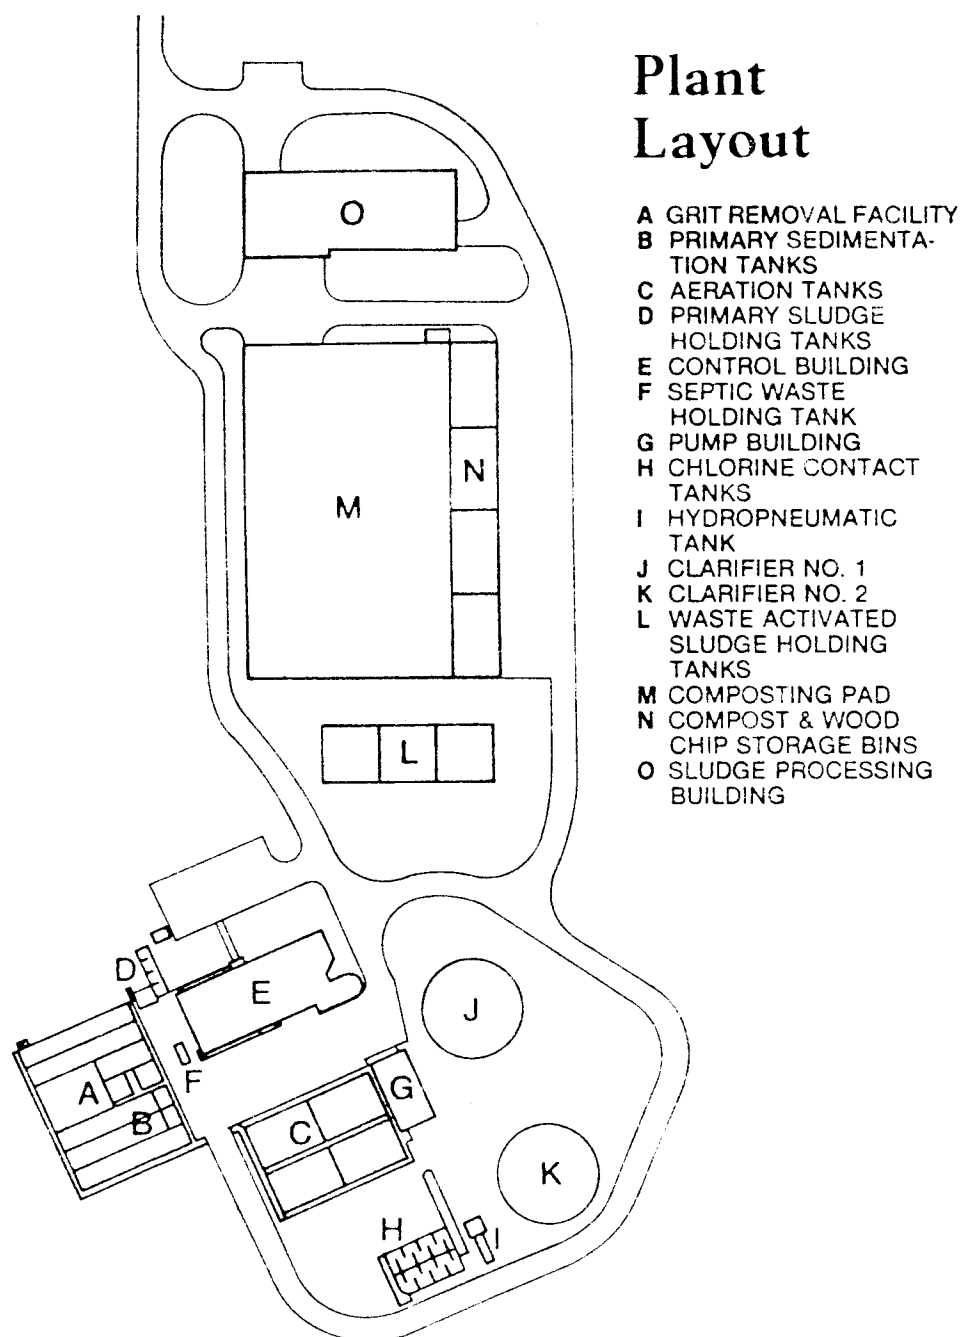 Plant
Layout
A GRIT REMOVAL FACILITY
B PRIMARY SEDIMENTA-
TION TANKS
C AERATION TANKS
D PRIMARY SLUDGE
HOLDING TANKS
E CONTROL BUILDING
F SEPTIC WASTE
HOLDING TANK
G PUMP BUILDING
H CHLORINE CONTACT
TANKS
I HYDROPNEUMATIC
TANK
J CLARIFIER NO. 1
K CLARIFIER NO. 2
L WASTE ACTIVATED
SLUDGE HOLDING
TANKS
M COMPOSTING PAD
N COMPOST & WOOD
CHIP STORAGE BINS
O SLUDGE PROCESSING
BUILDING
O
N
M
L
D
E
J
F
A
G
B
C
K
H
I